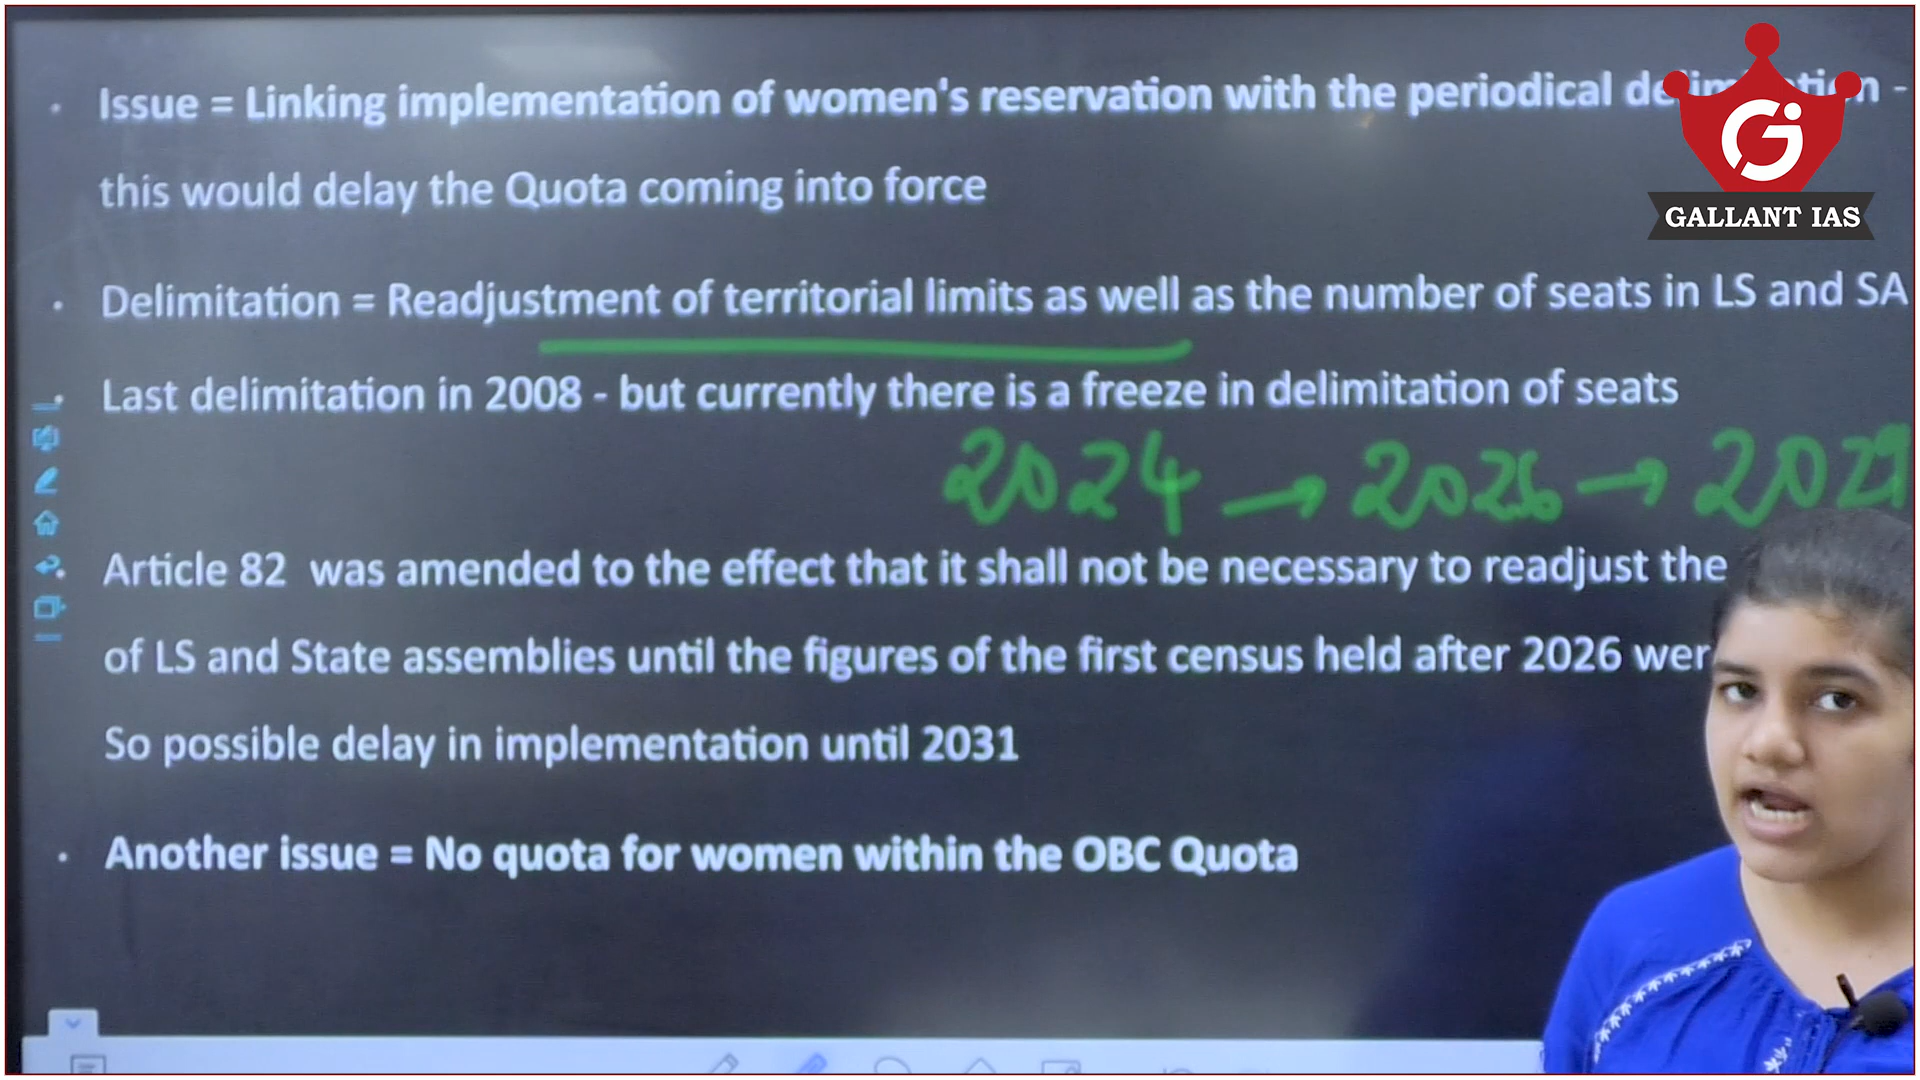 Issue = Linking implementation of women's reservation with the periodical -
this would delay the Quota coming into force
GALLANT IAS
Delimitation = Readjustment of territorial limits as well as the number of seats in LS and SA
Last delimitation in 2008 - but currently there is a freeze in delimitation of seats
2024 → 2026 → 2029
Article 82 was amended to the effect that it shall not be necessary to readjust the
of LS and State assemblies until the figures of the first census held after 2026
So possible delay in implementation until 2031
Another issue = No quota for women within the OBC Quota